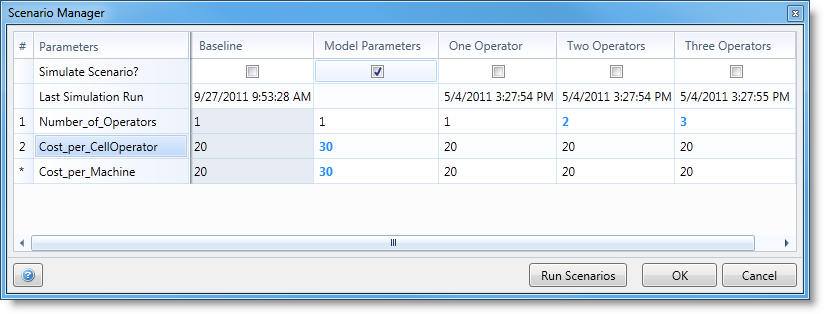 Scenario Manager
# Parameters Baseline Model Parameters One Operator Two Operators Three Operators
Simulate Scenario?
Last Simulation Run 9/27/2011 9:53:28 AM 5/4/2011 3:27:54 PM 5/4/2011 3:27:54 PM 5/4/2011 3:27:55 PM
1 Number_of_Operators 1 1 1 2 3
2 Cost_per_CellOperator 20 30 20 20 20
* Cost_per_Machine 20 30 20 20 20
? Run Scenarios OK Cancel